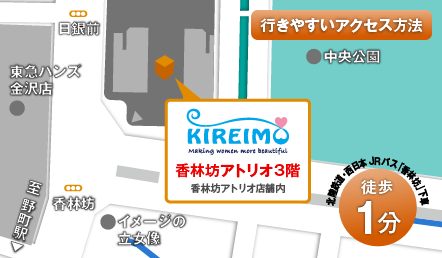 行きやすいアクセス方法
日銀前
中央公園
東急ハンズ
金沢店
KIREIMO
Making women more beautiful
香林坊アトリオ3階
香林坊アトリオ店舗内
香林坊
至 野町駅
イメージの
立女像
北陸鉄道・西日本JRバス「香林坊」下車
徒歩
1分